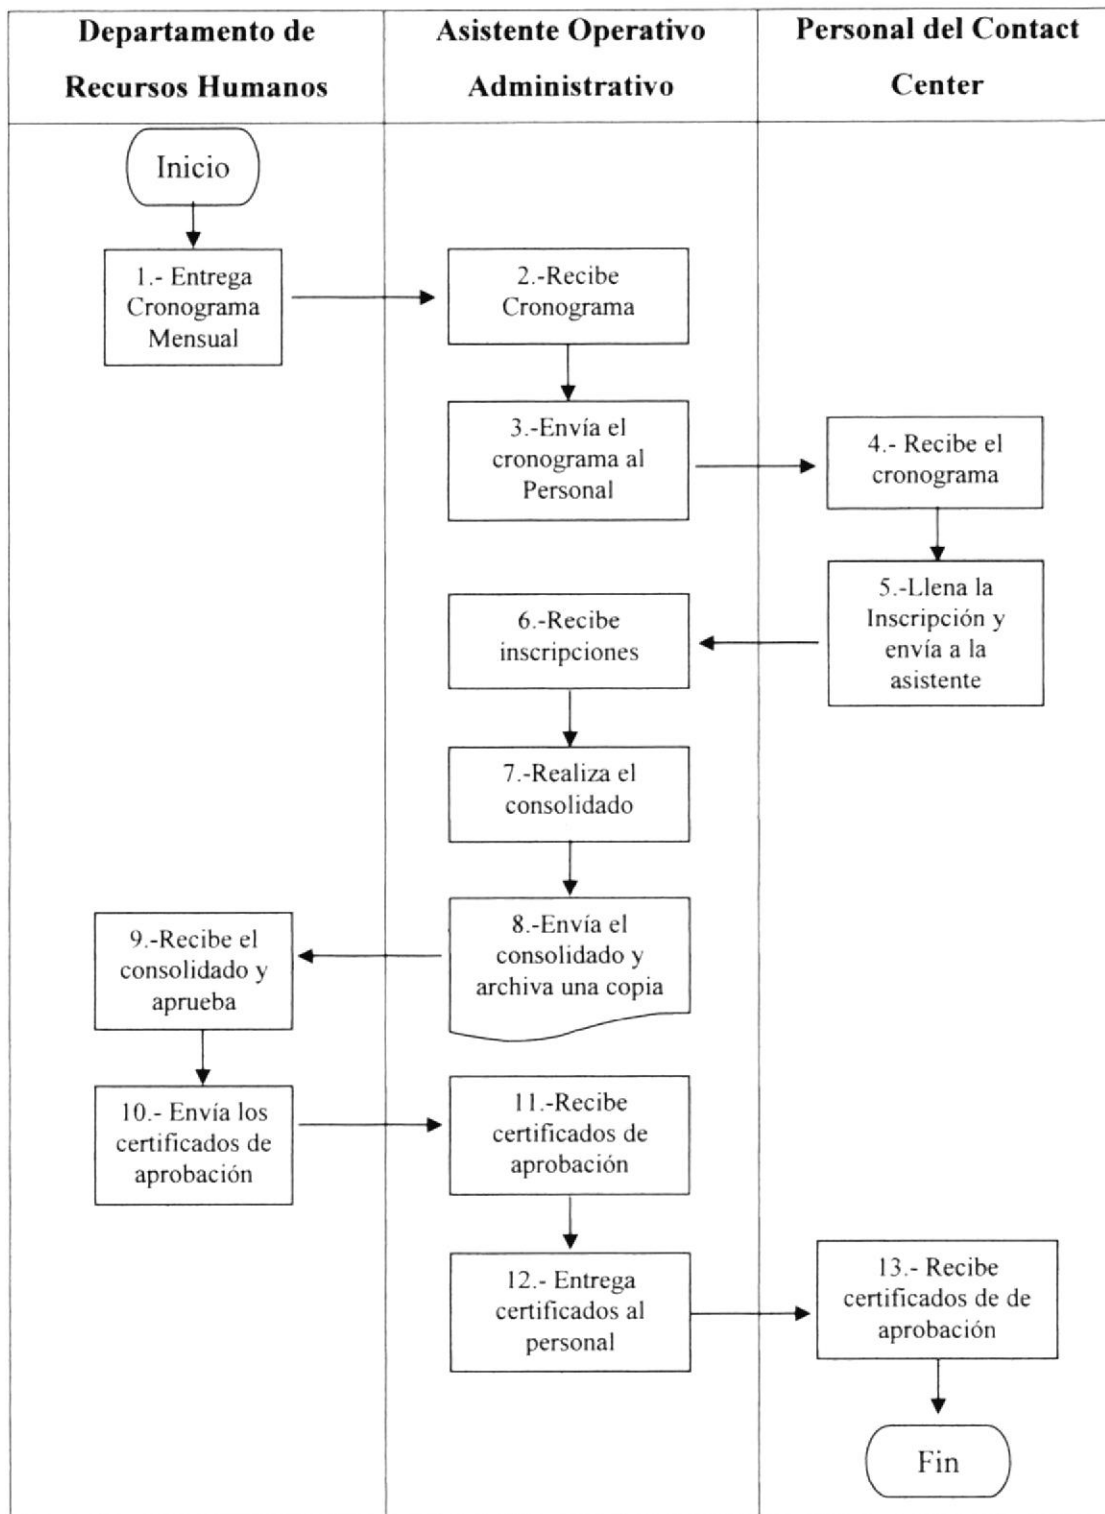 Departamento de
Recursos Humanos
Asistente Operativo
Administrativo
Personal del Contact
Center
Inicio
1.- Entrega
Cronograma
Mensual
2.-Recibe
Cronograma
3.-Envía el
cronograma al
Personal
4.- Recibe el
cronograma
5.-Llena la
Inscripción y
envía a la
asistente
6.-Recibe
inscripciones
7.-Realiza el
consolidado
8.-Envía el
consolidado y
archiva una copia
9.-Recibe el
consolidado y
aprueba
10.- Envía los
certificados de
aprobación
11.-Recibe
certificados de
aprobación
12.- Entrega
certificados al
personal
13.- Recibe
certificados de de
aprobación
Fin